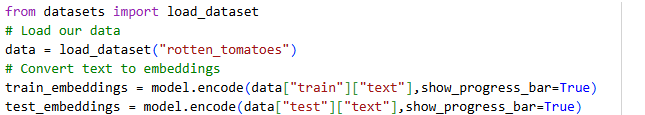 from datasets import load_dataset
# Load our data
data = load_dataset("rotten_tomatoes")
# Convert text to embeddings
train_embeddings = model.encode(data["train"]["text"],show_progress_bar=True)
test_embeddings = model.encode(data["test"]["text"],show_progress_bar=True)